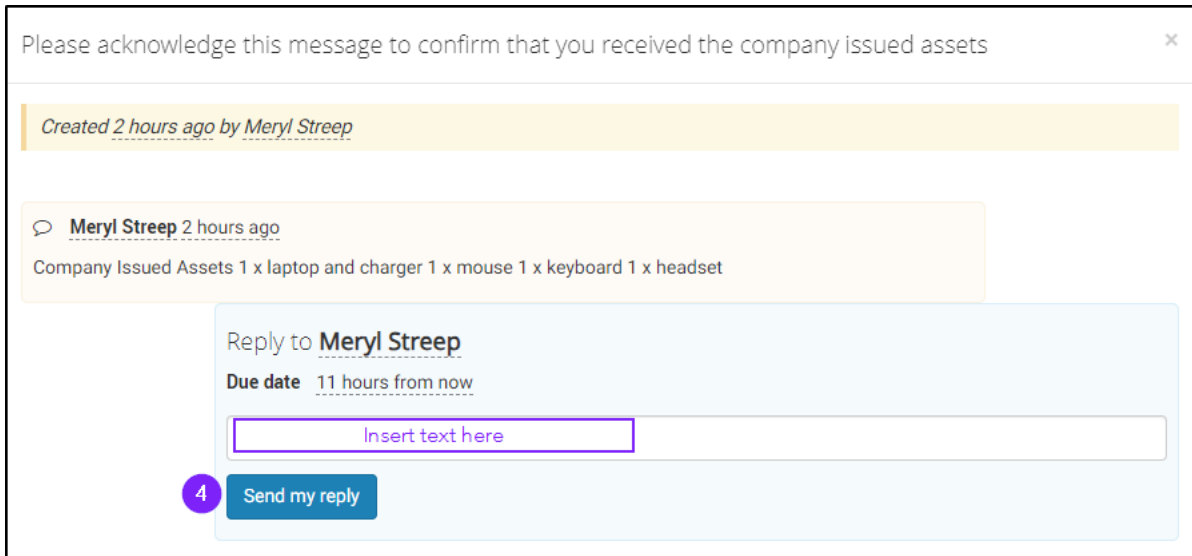 Please acknowledge this message to confirm that you received the company issued assets ×
Created 2 hours ago by Meryl Streep
Meryl Streep 2 hours ago
Company Issued Assets 1 x laptop and charger 1 x mouse 1 x keyboard 1 x headset
Reply to Meryl Streep
Due date 11 hours from now
Insert text here
4 Send my reply